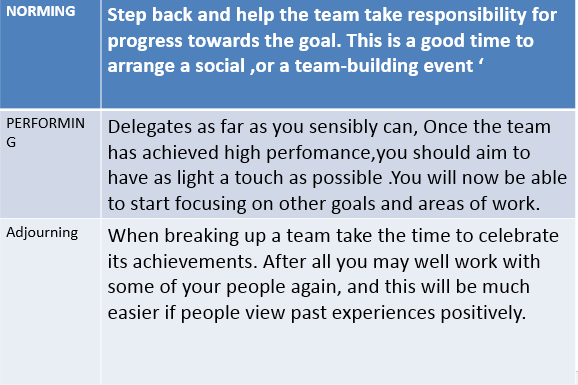 NORMING
Step back and help the team take responsibility for
progress towards the goal. This is a good time to
arrange a social ,or a team-building event ‘
PERFORMIN
G
Delegates as far as you sensibly can, Once the team
has achieved high perfomance,you should aim to
have as light a touch as possible .You will now be able
to start focusing on other goals and areas of work.
Adjourning
When breaking up a team take the time to celebrate
its achievements. After all you may well work with
some of your people again, and this will be much
easier if people view past experiences positively.